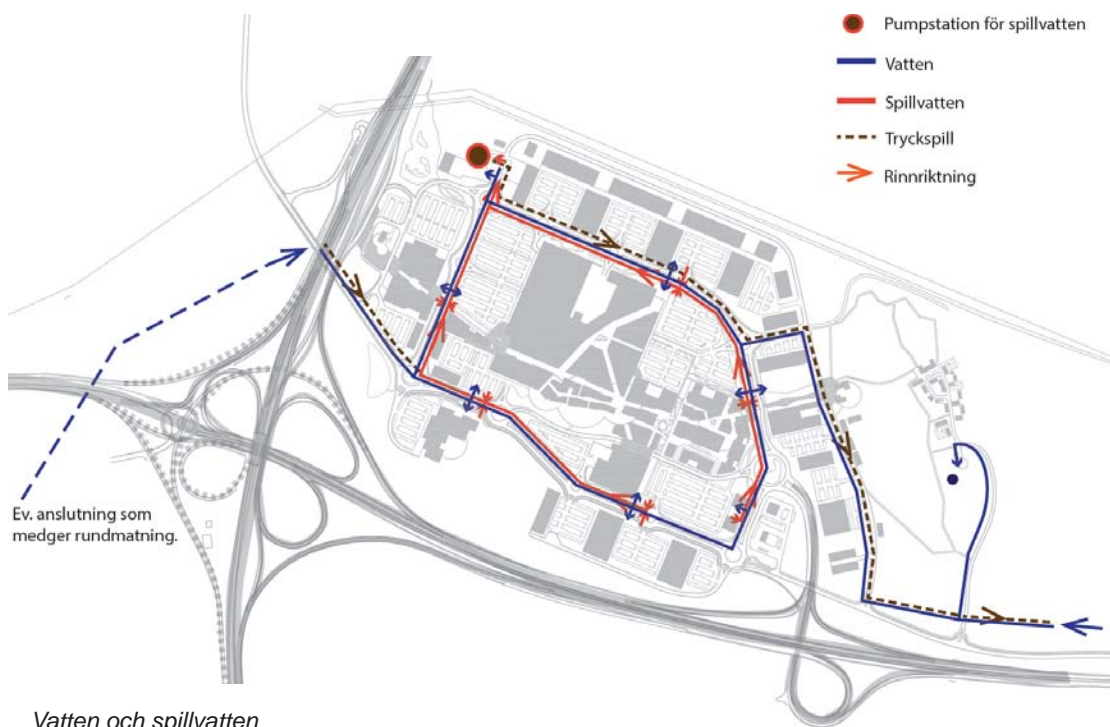 Pumpstation för spillvatten
Vatten
Spillvatten
Tryckspill
Rinnriktning
Ev. anslutning som
medger rundmatning.
Vatten och spillvatten